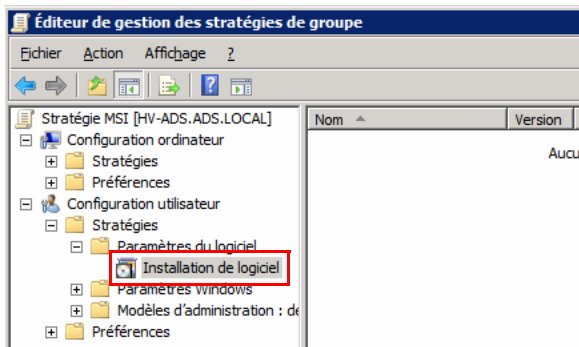 Éditeur de gestion des stratégies de groupe
Fichier Action Affichage ?
Stratégie MSI [HV-ADS.ADS.LOCAL]
Nom Version
Configuration ordinateur
Aucu
Stratégies
Préférences
Configuration utilisateur
Stratégies
Paramètres du logiciel
Installation de logiciel
Paramètres Windows
Modèles d'administration : de
Préférences